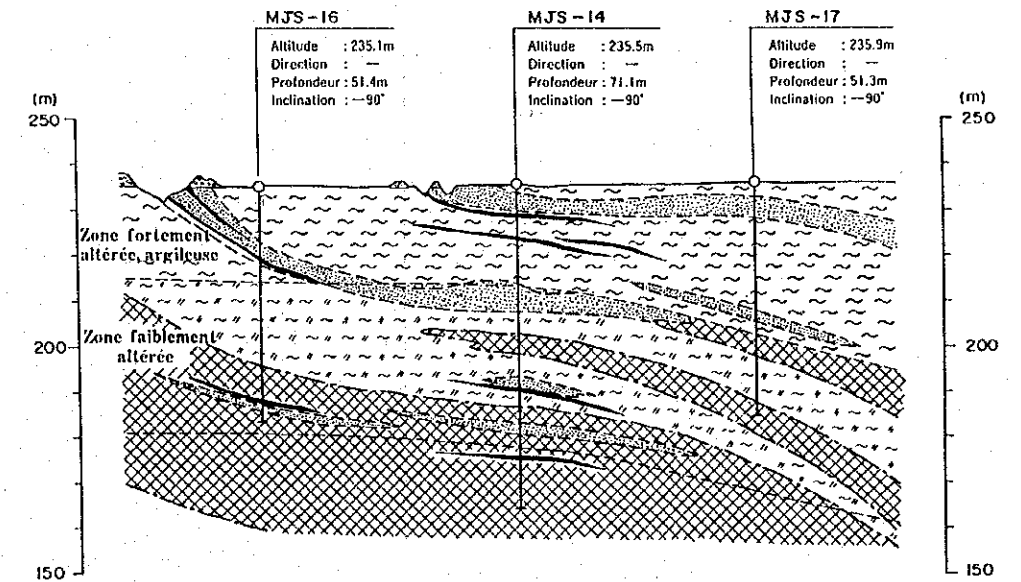 MJS-16
Altitude : 235.1m
Direction : —
Profondeur : 51.4m
Inclination : —90°
MJS-14
Altitude : 235.5m
Direction : —
Profondeur : 71.1m
Inclination : —90°
MJS-17
Altitude : 235.9m
Direction : —
Profondeur : 51.3m
Inclination : —90°
(m)
250
200
150
(m)
250
200
150
Zone fortement
altérée, argileuse
Zone faiblement
altérée